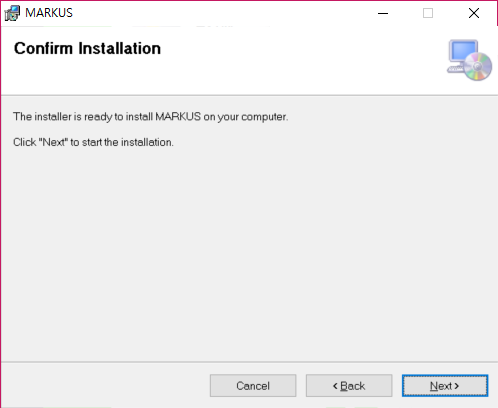 MARKUS
Confirm Installation
The installer is ready to install MARKUS on your computer.
Click "Next" to start the installation.
Cancel
< Back
Next >